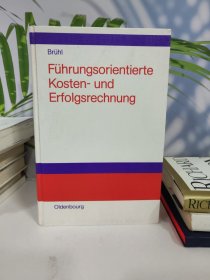 Brühl
Führungsorientierte
Kosten- und
Erfolgsrechnung
Oldenbourg